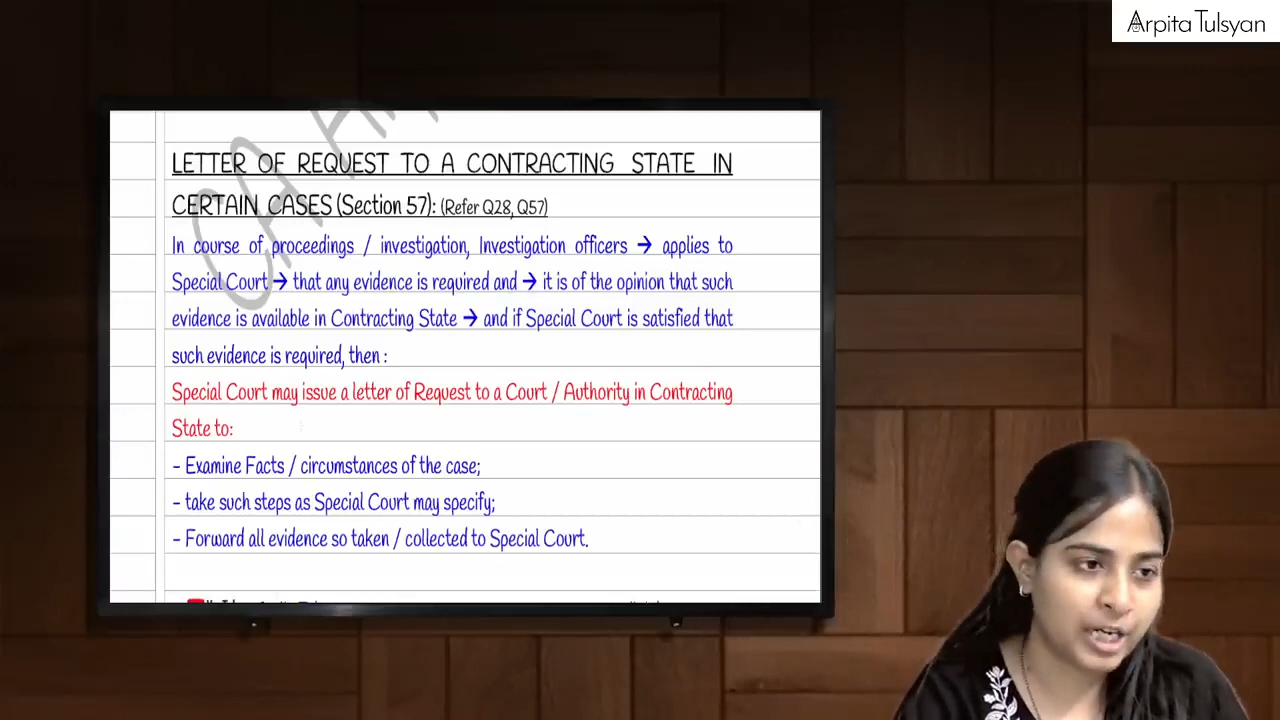 Arpita Tulsyan
LETTER OF REQUEST TO A CONTRACTING STATE IN
CERTAIN CASES (Section 57): (Refer Q28, Q57)
In course of proceedings / investigation, Investigation officers → applies to
Special Court → that any evidence is required and → it is of the opinion that such
evidence is available in Contracting State → and if Special Court is satisfied that
such evidence is required, then :
Special Court may issue a letter of Request to a Court / Authority in Contracting
State to:
- Examine Facts / circumstances of the case;
- take such steps as Special Court may specify;
- Forward all evidence so taken / collected to Special Court.
CA